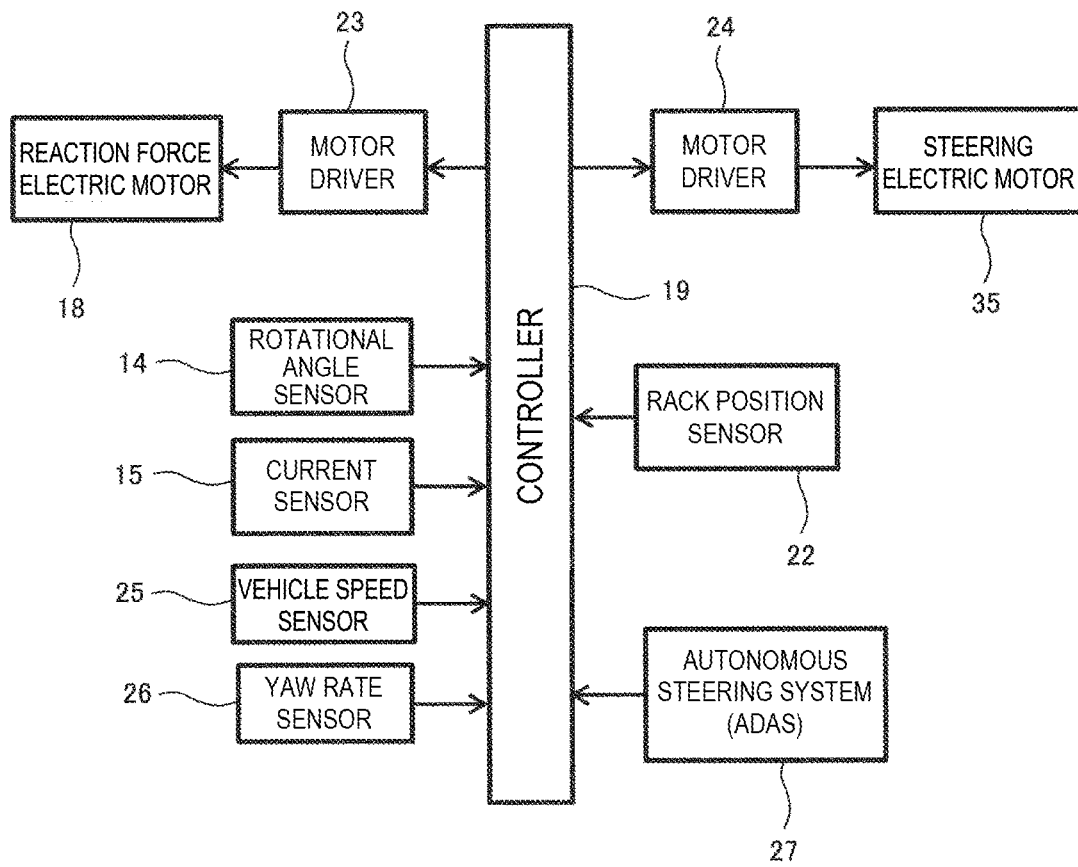 23
24
REACTION FORCE
ELECTRIC MOTOR
MOTOR
DRIVER
MOTOR
DRIVER
STEERING
ELECTRIC MOTOR
18
19
35
CONTROLLER
14
ROTATIONAL
ANGLE
SENSOR
RACK POSITION
SENSOR
15
CURRENT
SENSOR
22
25
VEHICLE SPEED
SENSOR
26
YAW RATE
SENSOR
AUTONOMOUS
STEERING SYSTEM
(ADAS)
27